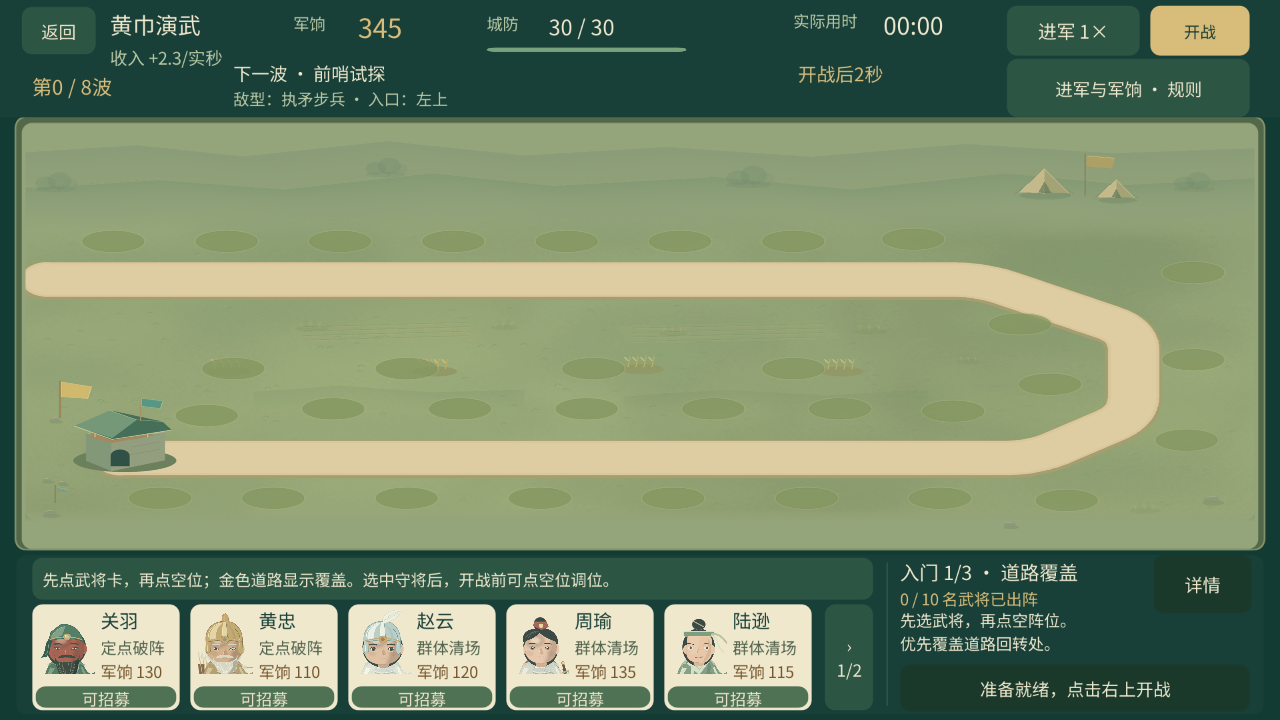 返回
黄巾演武
军饷 345
城防 30 / 30
实际用时 00:00
进军 1×
开战
收入 +2.3/实秒
第0 / 8波
下一波 · 前哨试探
敌型：执矛步兵 · 入口：左上
开战后2秒
进军与军饷 · 规则
先点武将卡，再点空位；金色道路显示覆盖。选中守将后，开战前可点空位调位。
关羽
定点破阵
军饷 130
可招募
黄忠
定点破阵
军饷 110
可招募
赵云
群体清场
军饷 120
可招募
周瑜
群体清场
军饷 135
可招募
陆逊
群体清场
军饷 115
可招募
›
1/2
入门 1/3 · 道路覆盖
0 / 10 名武将已出阵
先选武将，再点空阵位。
优先覆盖道路回转处。
详情
准备就绪，点击右上开战